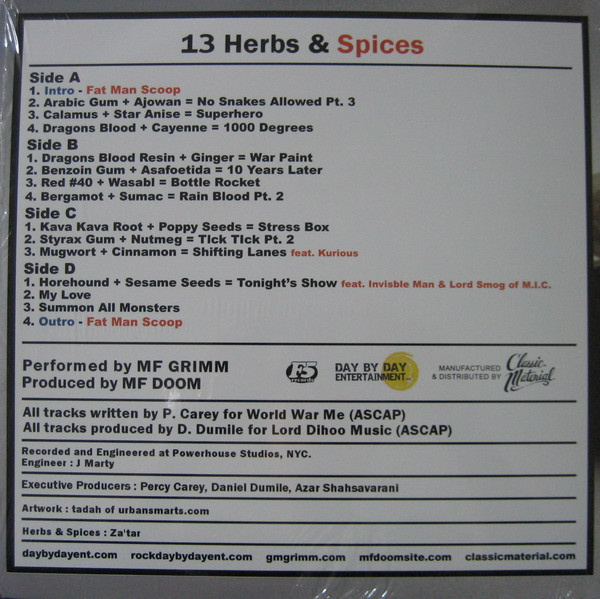 13 Herbs & Spices
Side A
1. Intro - Fat Man Scoop
2. Arabic Gum + Ajowan = No Snakes Allowed Pt. 3
3. Calamus + Star Anise = Superhero
4. Dragons Blood + Cayenne = 1000 Degrees
Side B
1. Dragons Blood Resin + Ginger = War Paint
2. Benzoin Gum + Asafoetida = 10 Years Later
3. Red #40 + Wasabl = Bottle Rocket
4. Bergamot + Sumac = Rain Blood Pt. 2
Side C
1. Kava Kava Root + Poppy Seeds = Stress Box
2. Styrax Gum + Nutmeg = TIck TIck Pt. 2
3. Mugwort + Cinnamon = Shifting Lanes feat. Kurious
Side D
1. Horehound + Sesame Seeds = Tonight's Show feat. Invisble Man & Lord Smog of M.I.C.
2. My Love
3. Summon All Monsters
4. Outro - Fat Man Scoop
Performed by MF GRIMM
Produced by MF DOOM
F5
records
DAY BY DAY
ENTERTAINMENT
MANUFACTURED
& DISTRIBUTED BY
Classic
Material
All tracks written by P. Carey for World War Me (ASCAP)
All tracks produced by D. Dumile for Lord Dihoo Music (ASCAP)
Recorded and Engineered at Powerhouse Studios, NYC.
Engineer : J Marty
Executive Producers : Percy Carey, Daniel Dumile, Azar Shahsavarani
Artwork : tadah of urbansmarts.com
Herbs & Spices : Za'tar
daybydayent.com rockdaybydayent.com gmgrimm.com mfdoomsite.com classicmaterial.com